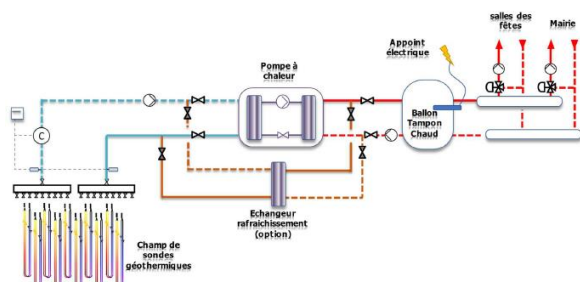 salles des
fêtes
Mairie
Appoint
électrique
Pompe à
chaleur
Ballon
Tampon
Chaud
C
Echangeur
rafraichissement
(option)
Champ de
sondes
géothermiques